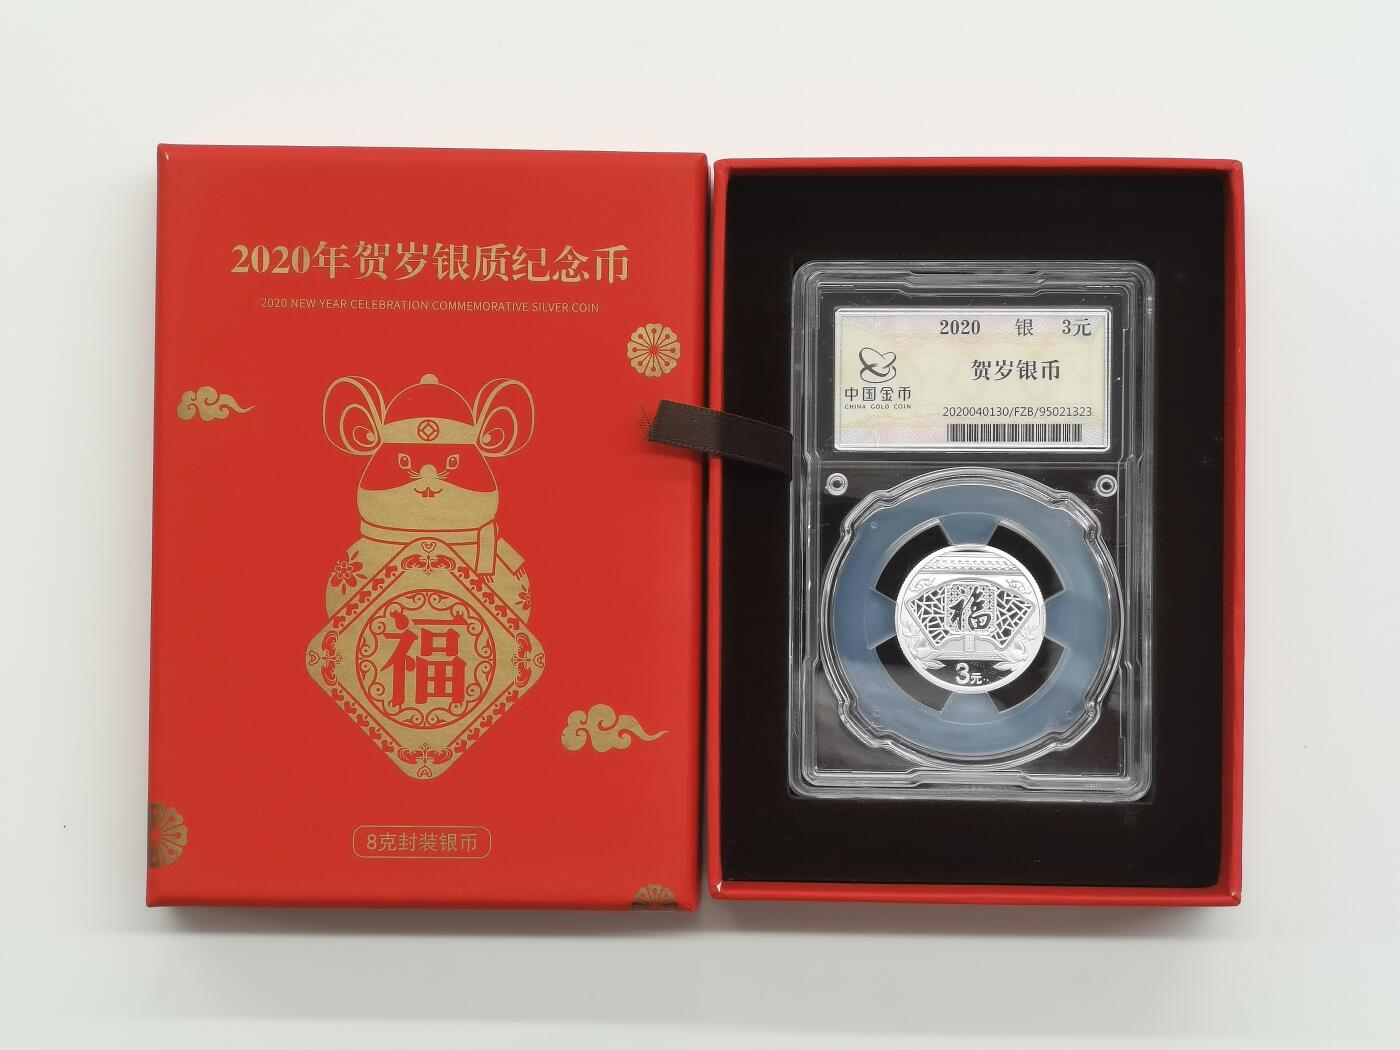 2020年贺岁银质纪念币
2020 NEW YEAR CELEBRATION COMMEMORATIVE SILVER COIN
福
8克封装银币
2020 银 3元
贺岁银币
中国金币
CHINA GOLD COIN
2020040130/FZB/95021323
福
3元